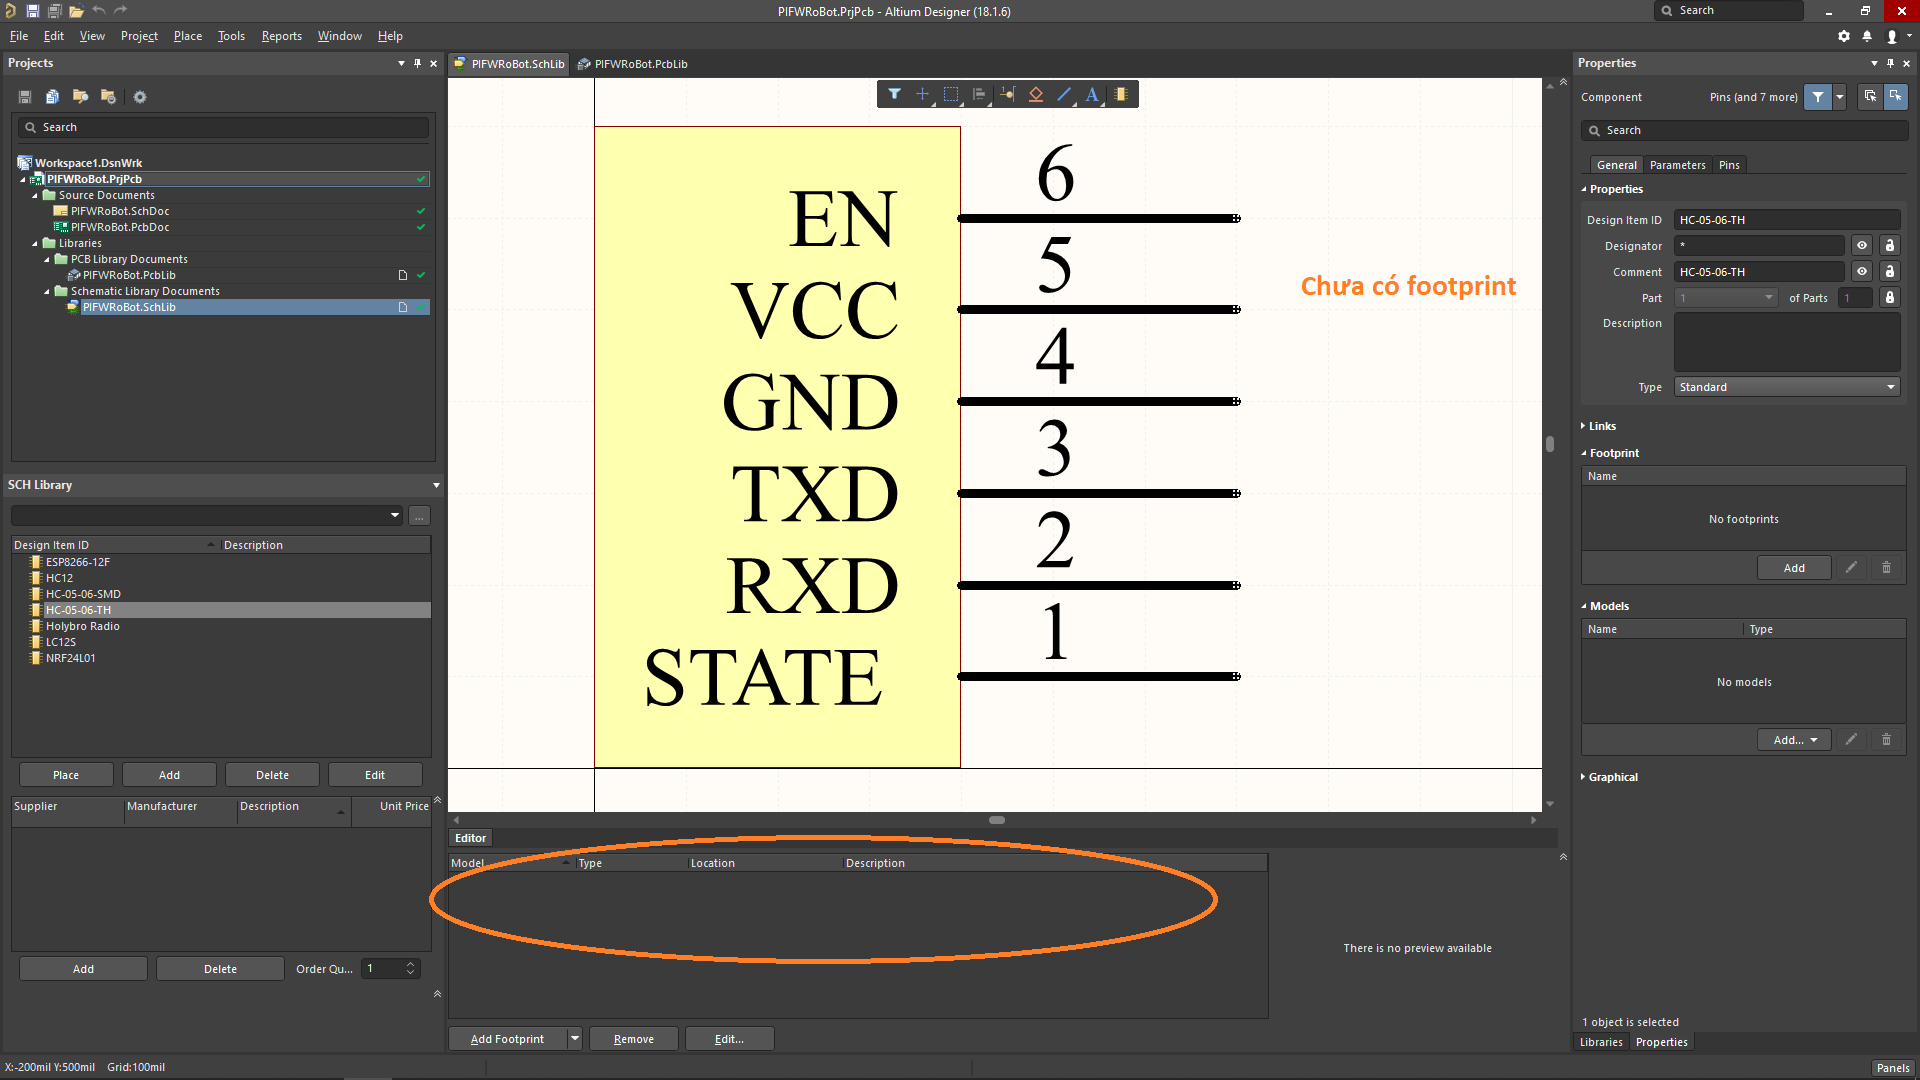 PIFWRoBot.PrjPcb - Altium Designer (18.1.6)
Search
File Edit View Project Place Tools Reports Window Help
Projects
Search
Workspace1.DsnWrk
PIFWRoBot.PrjPcb
Source Documents
PIFWRoBot.SchDoc
PIFWRoBot.PcbDoc
Libraries
PCB Library Documents
PIFWRoBot.PcbLib
Schematic Library Documents
PIFWRoBot.SchLib
SCH Library
...
Design Item ID Description
ESP8266-12F
HC12
HC-05-06-SMD
HC-05-06-TH
Holybro Radio
LC12S
NRF24L01
Place Add Delete Edit
Supplier Manufacturer Description Unit Price
Add Delete Order Qu... 1
PIFWRoBot.SchLib PIFWRoBot.PcbLib
A
6
EN
5
VCC
4
GND
3
TXD
2
RXD
1
STATE
Chưa có footprint
Editor
Model Type Location Description
There is no preview available
Add Footprint Remove Edit...
Properties
Component Pins (and 7 more)
Search
General Parameters Pins
Properties
Design Item ID HC-05-06-TH
Designator *
Comment HC-05-06-TH
Part 1 of Parts 1
Description
Type Standard
Links
Footprint
Name
No footprints
Add
Models
Name Type
No models
Add...
Graphical
1 object is selected
Libraries Properties
X:-200mil Y:500mil Grid:100mil
Panels